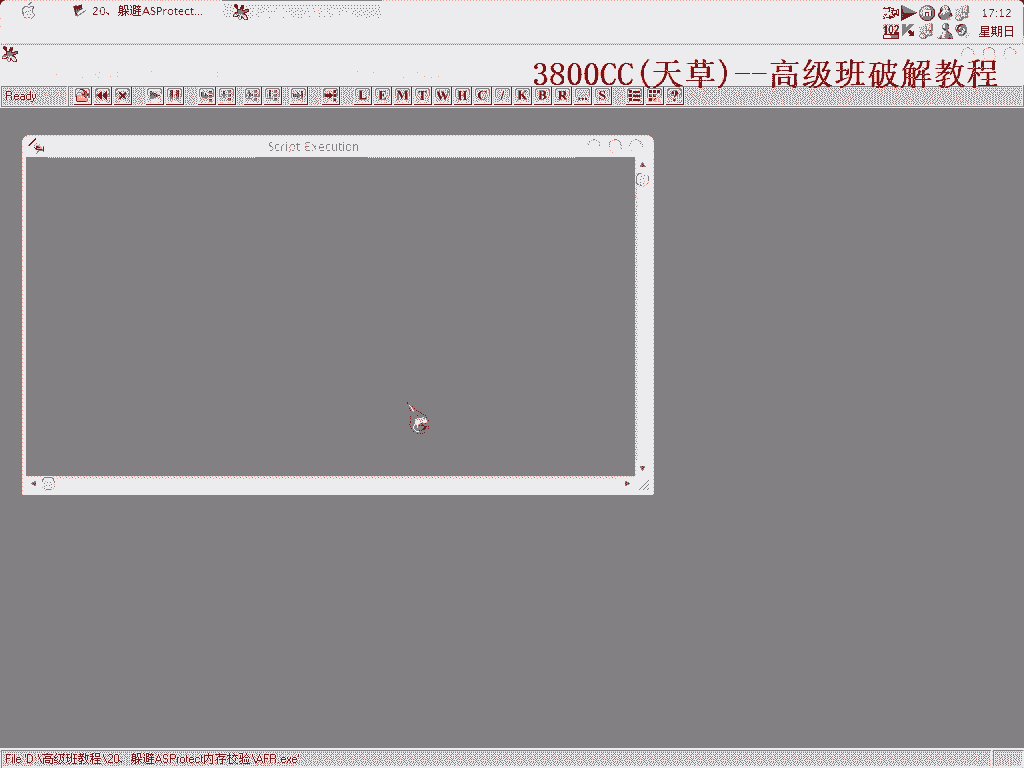 20、躲避ASProtect...
17:12
102
星期日
3800CC(天草)--高级班破解教程
Ready
L E M T W H C / K B R ... S ?
Script Execution
File 'D:\高级班教程\20、躲避ASProtect内存校验\AFR.exe'